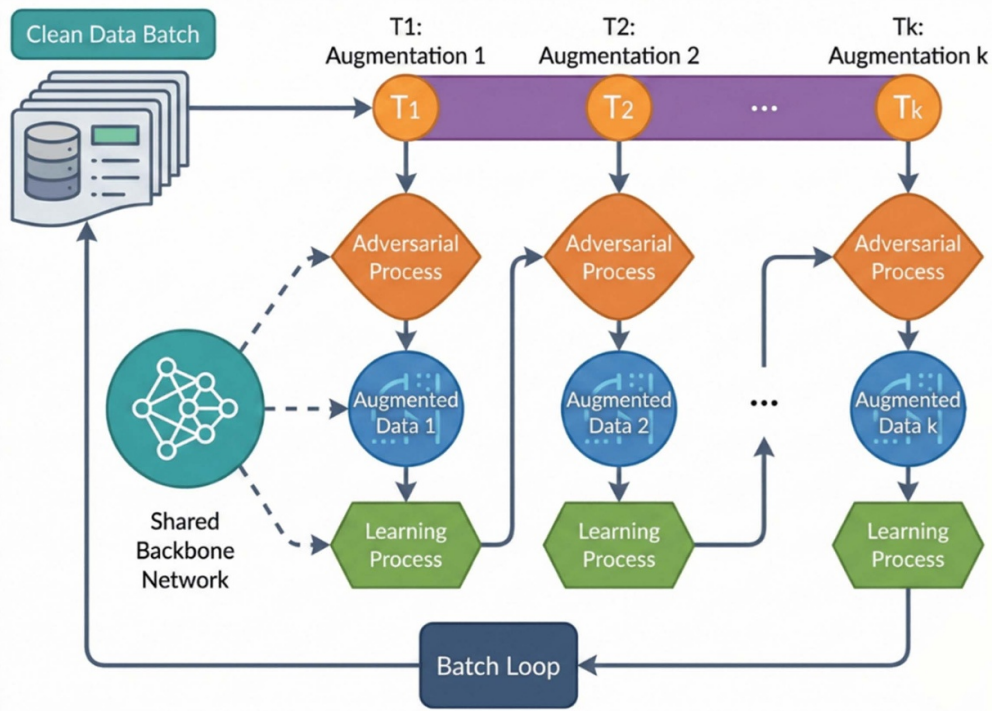 Clean Data Batch
T1:
Augmentation 1
T2:
Augmentation 2
Tk:
Augmentation k
T1
T2
...
Tk
Adversarial
Process
Adversarial
Process
Adversarial
Process
Augmented
Data 1
Augmented
Data 2
...
Augmented
Data k
Shared
Backbone
Network
Learning
Process
Learning
Process
Learning
Process
Batch Loop